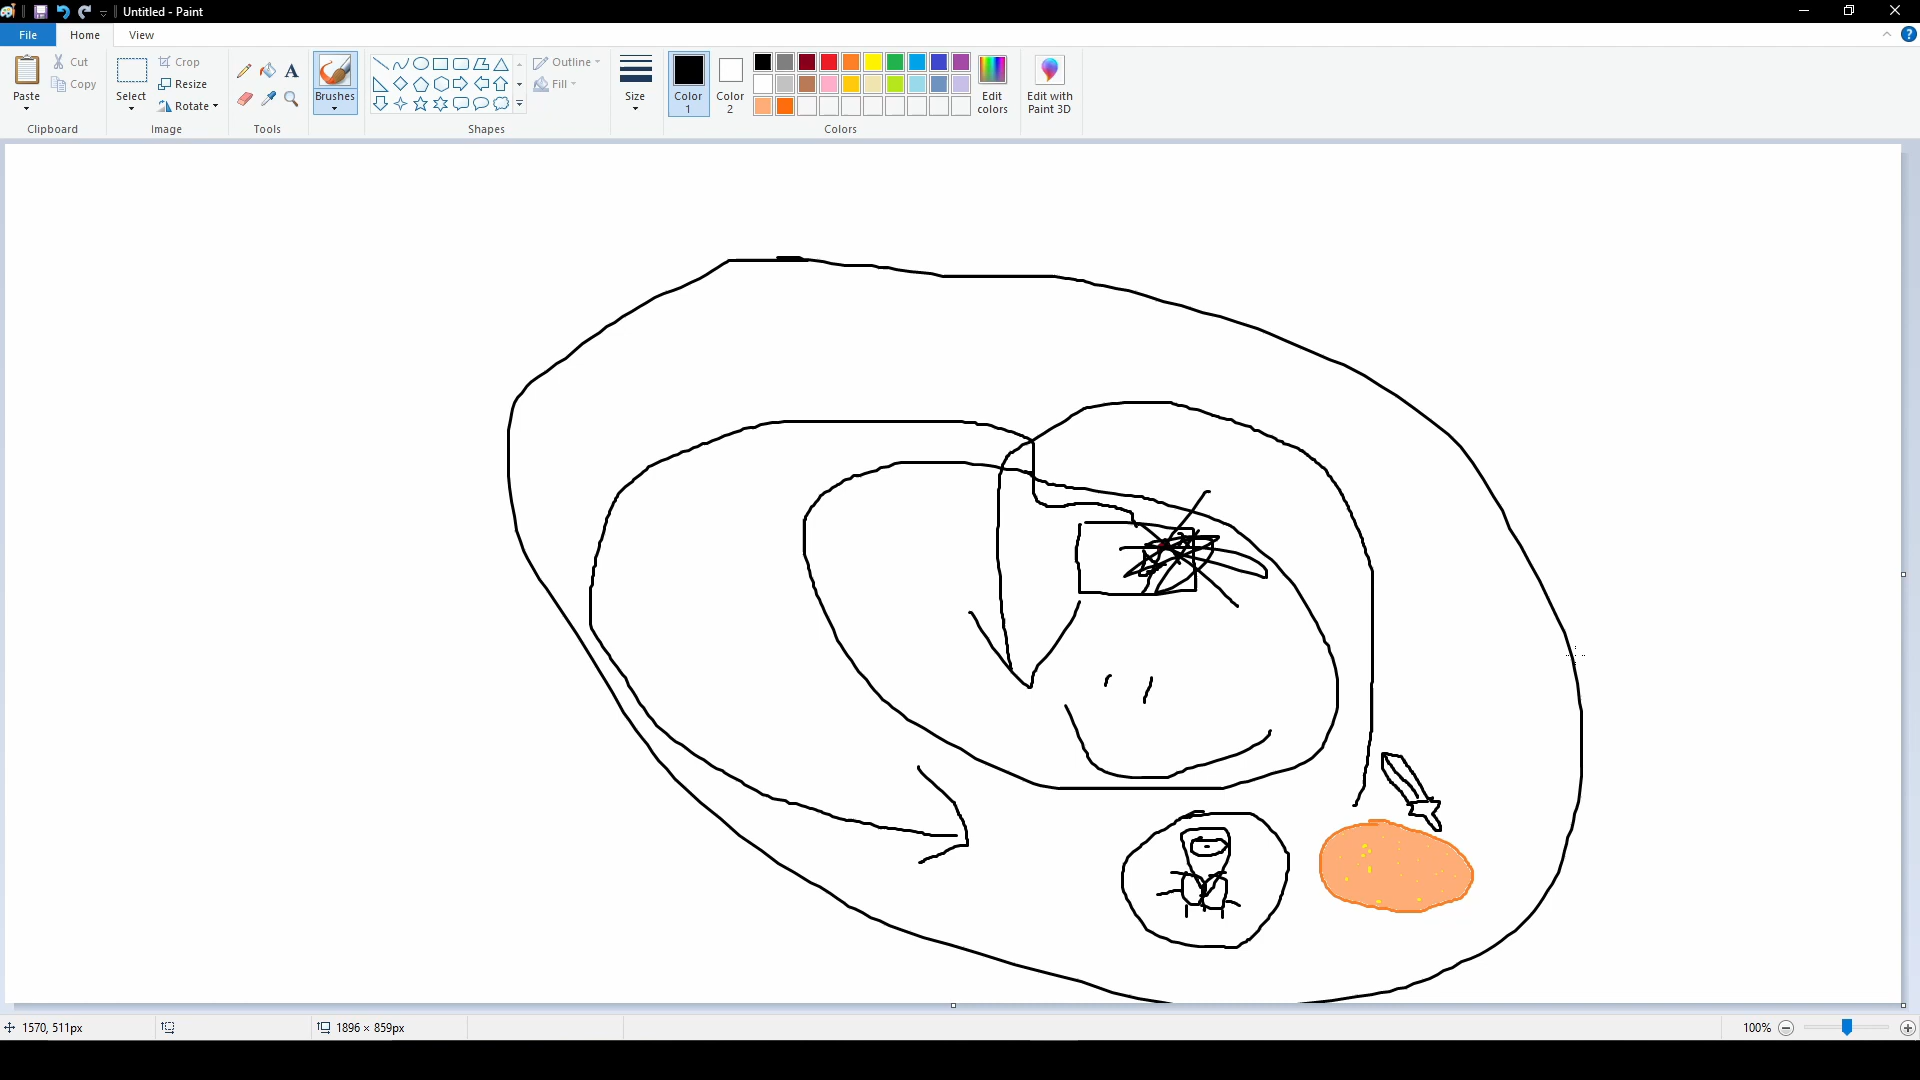 Untitled - Paint
File Home View
Paste
Cut
Copy
Clipboard
Select
Crop
Resize
Rotate
Image
Tools
Brushes
Shapes
Outline
Fill
Size
Color 1
Color 2
Edit colors
Colors
Edit with Paint 3D
1570, 511px
1896 × 859px
100%